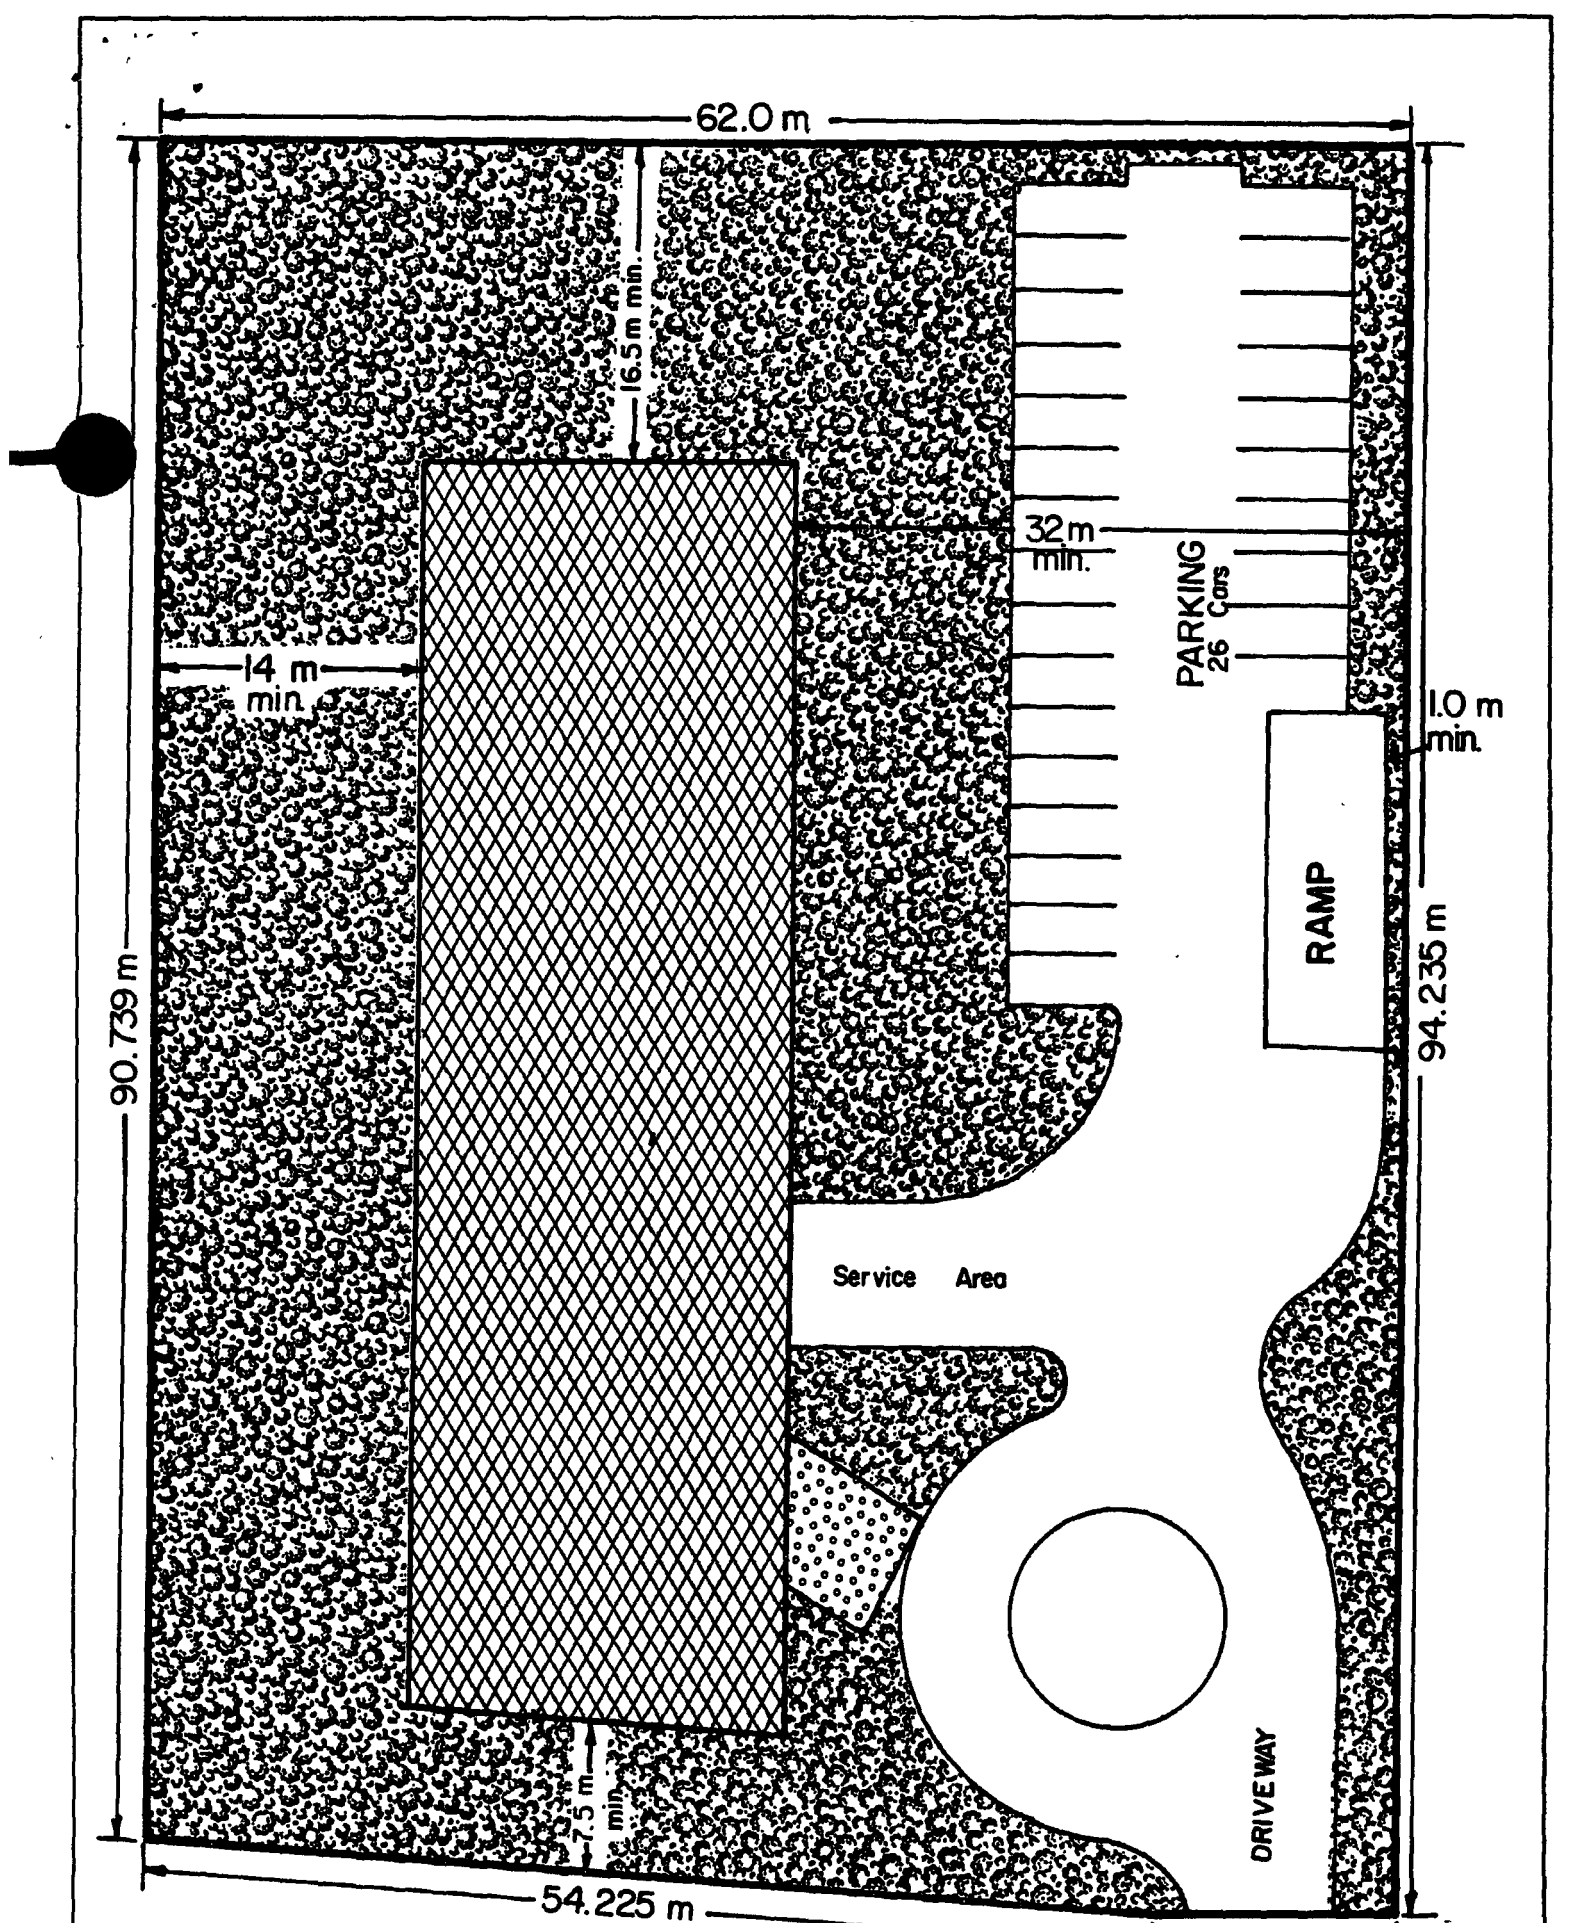 62.0 m
16.5 m min.
32 m
min.
PARKING
26 Cars
14 m
min.
1.0 m
min.
RAMP
90.739 m
94.235 m
Service Area
7.5 m
min.
DRIVEWAY
54.225 m